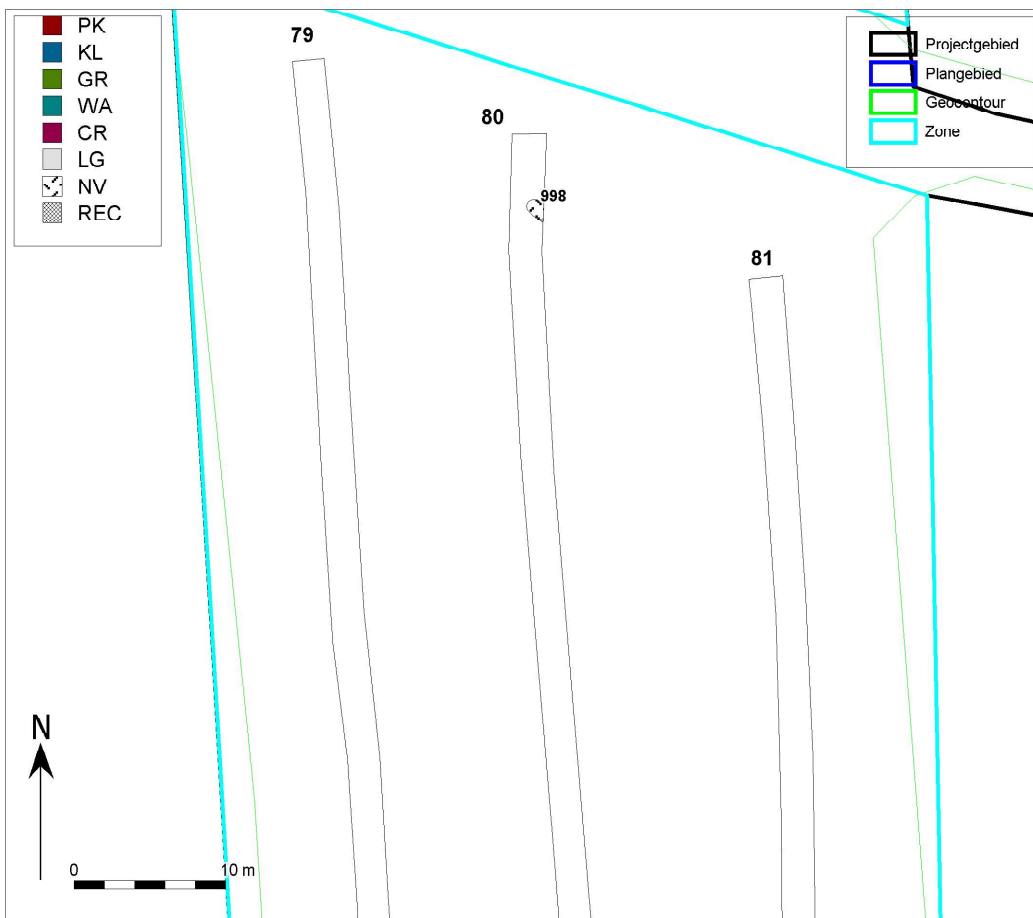 PK
KL
GR
WA
CR
LG
NV
REC
79
80
998
81
Projectgebied
Plangebied
Geocontour
Zone
N
0 10 m